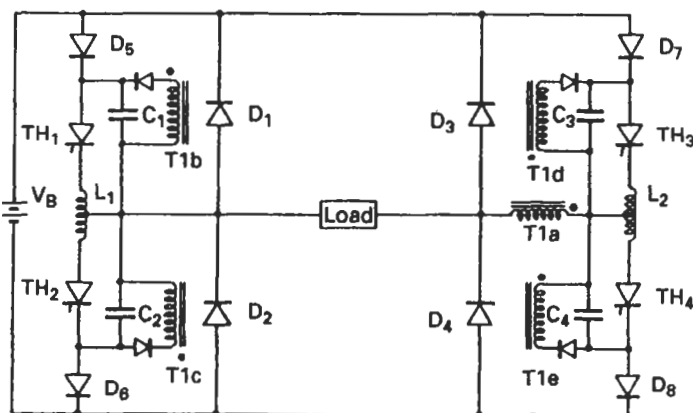 D5
D7
C1
D1
D3
C3
TH1
T1b
T1d
TH3
VB
L1
Load
T1a
L2
TH2
C2
D2
D4
C4
TH4
D6
T1c
T1e
D8